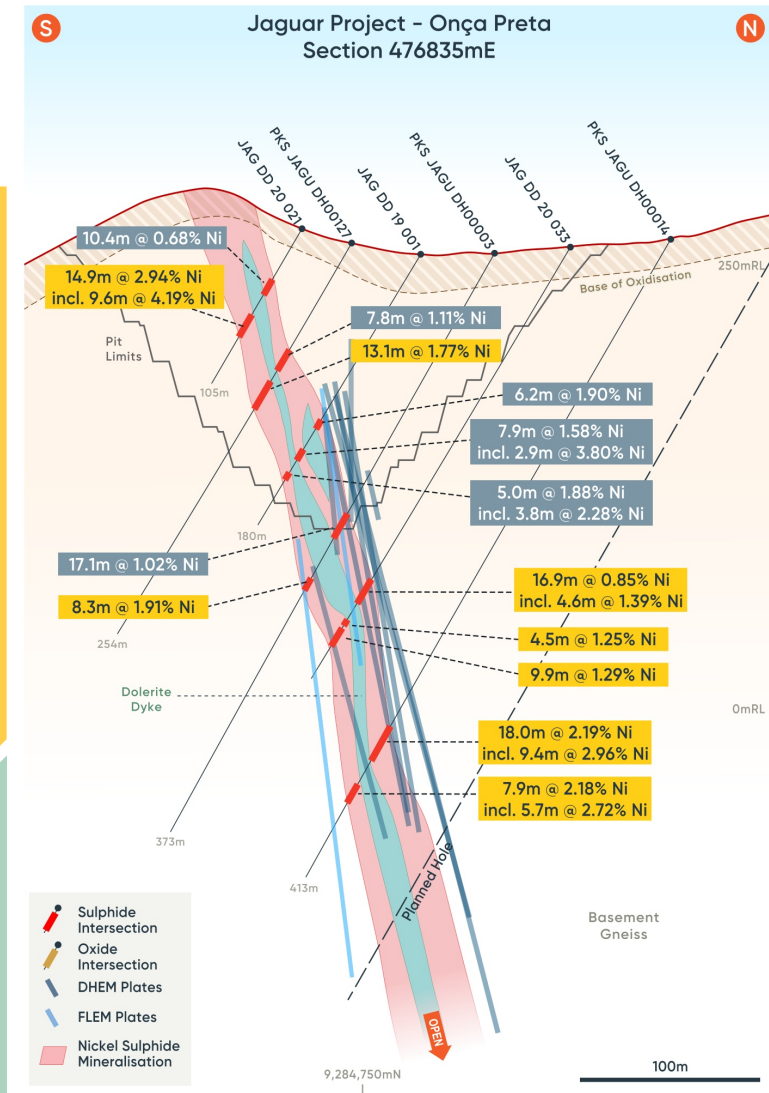 S
Jaguar Project - Onça Preta
Section 476835mE
N
JAG DD 20 021
PKS JAGU DH00127
JAG DD 19 001
PKS JAGU DH00003
JAG DD 20 033
PKS JAGU DH00014
10.4m @ 0.68% Ni
14.9m @ 2.94% Ni
incl. 9.6m @ 4.19% Ni
250mRL
Base of Oxidisation
Pit
Limits
7.8m @ 1.11% Ni
13.1m @ 1.77% Ni
105m
6.2m @ 1.90% Ni
7.9m @ 1.58% Ni
incl. 2.9m @ 3.80% Ni
5.0m @ 1.88% Ni
incl. 3.8m @ 2.28% Ni
180m
17.1m @ 1.02% Ni
8.3m @ 1.91% Ni
16.9m @ 0.85% Ni
incl. 4.6m @ 1.39% Ni
254m
4.5m @ 1.25% Ni
9.9m @ 1.29% Ni
Dolerite
Dyke
0mRL
18.0m @ 2.19% Ni
incl. 9.4m @ 2.96% Ni
7.9m @ 2.18% Ni
incl. 5.7m @ 2.72% Ni
373m
413m
Planned Hole
Basement
Gneiss
Sulphide
Intersection
Oxide
Intersection
DHEM Plates
FLEM Plates
Nickel Sulphide
Mineralisation
OPEN
9,284,750mN
100m